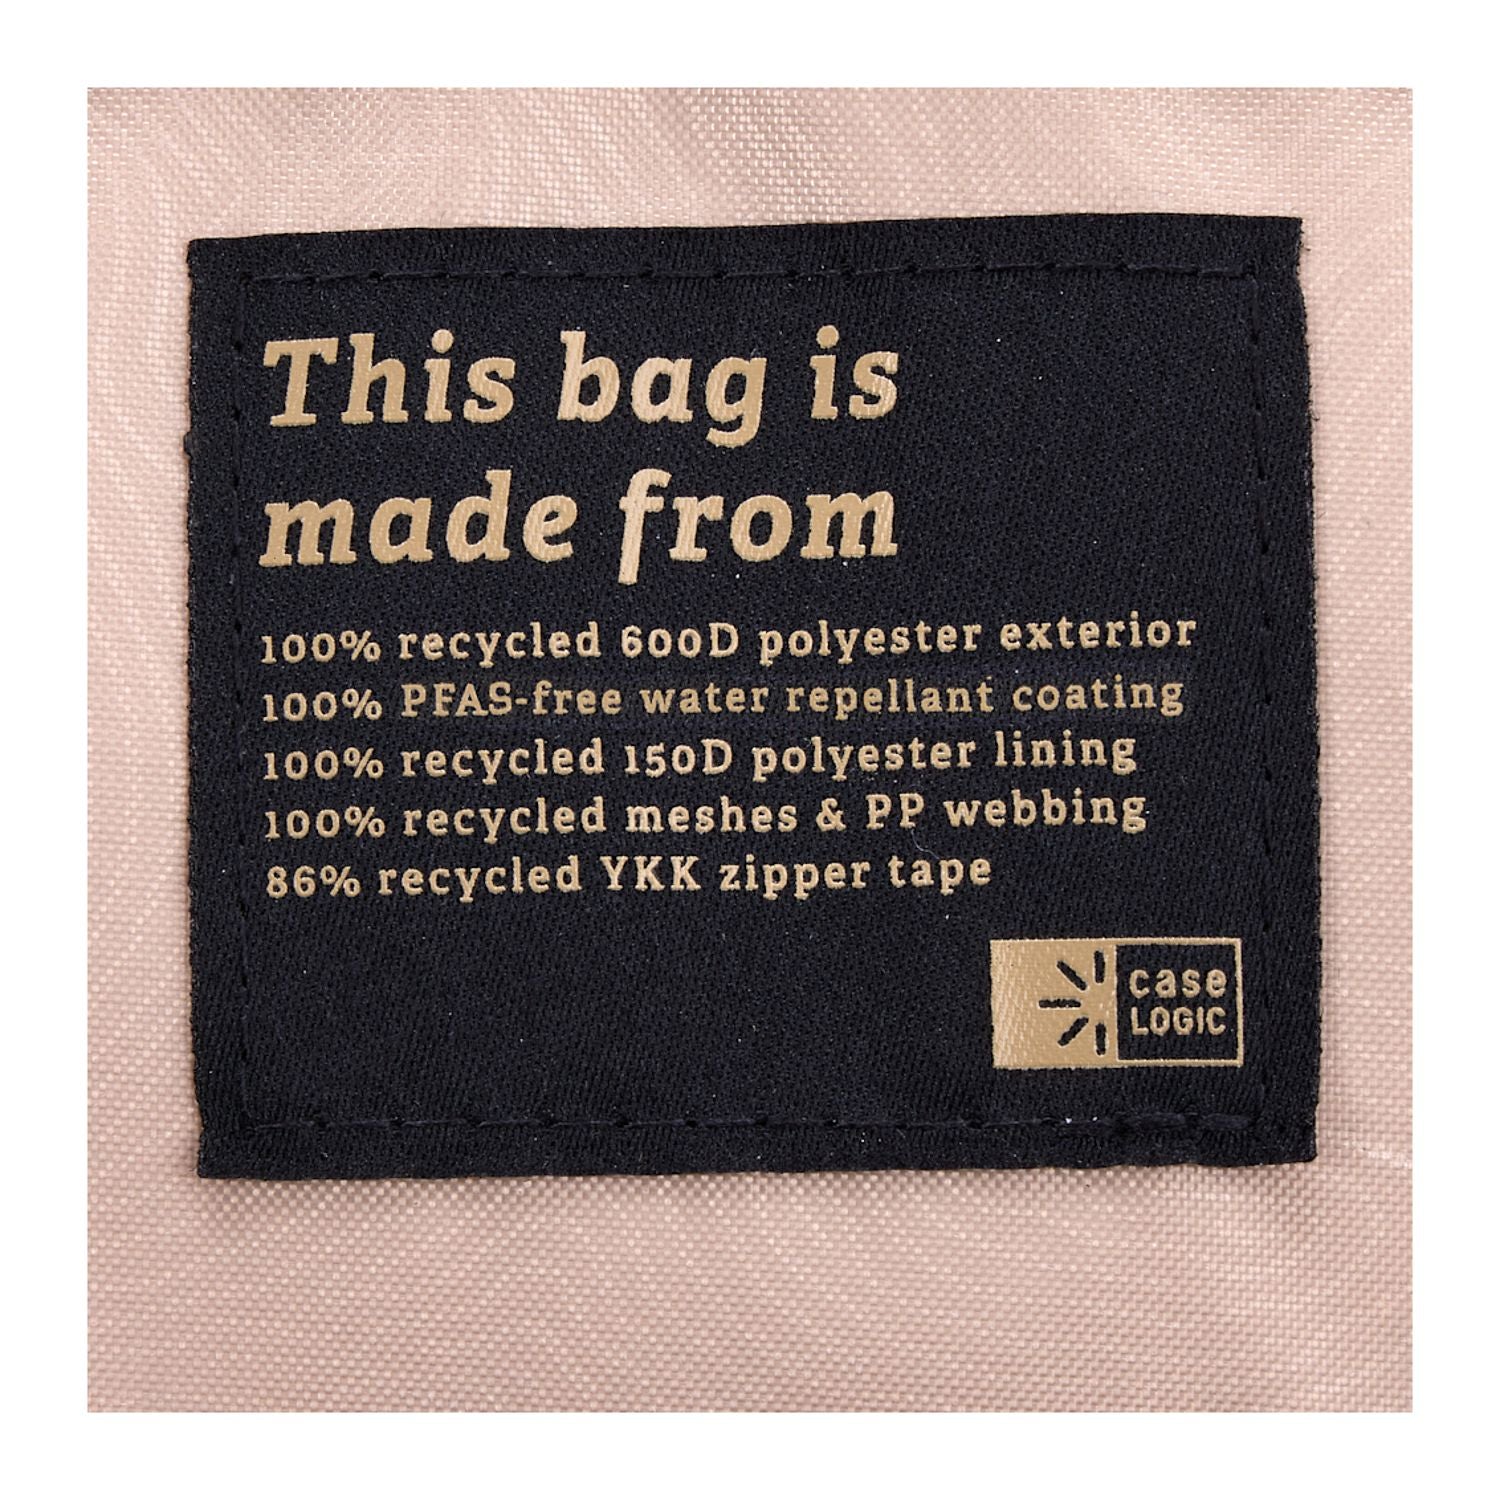 This bag is
made from
100% recycled 600D polyester exterior
100% PFAS-free water repellant coating
100% recycled 150D polyester lining
100% recycled meshes & PP webbing
86% recycled YKK zipper tape
case
LOGIC